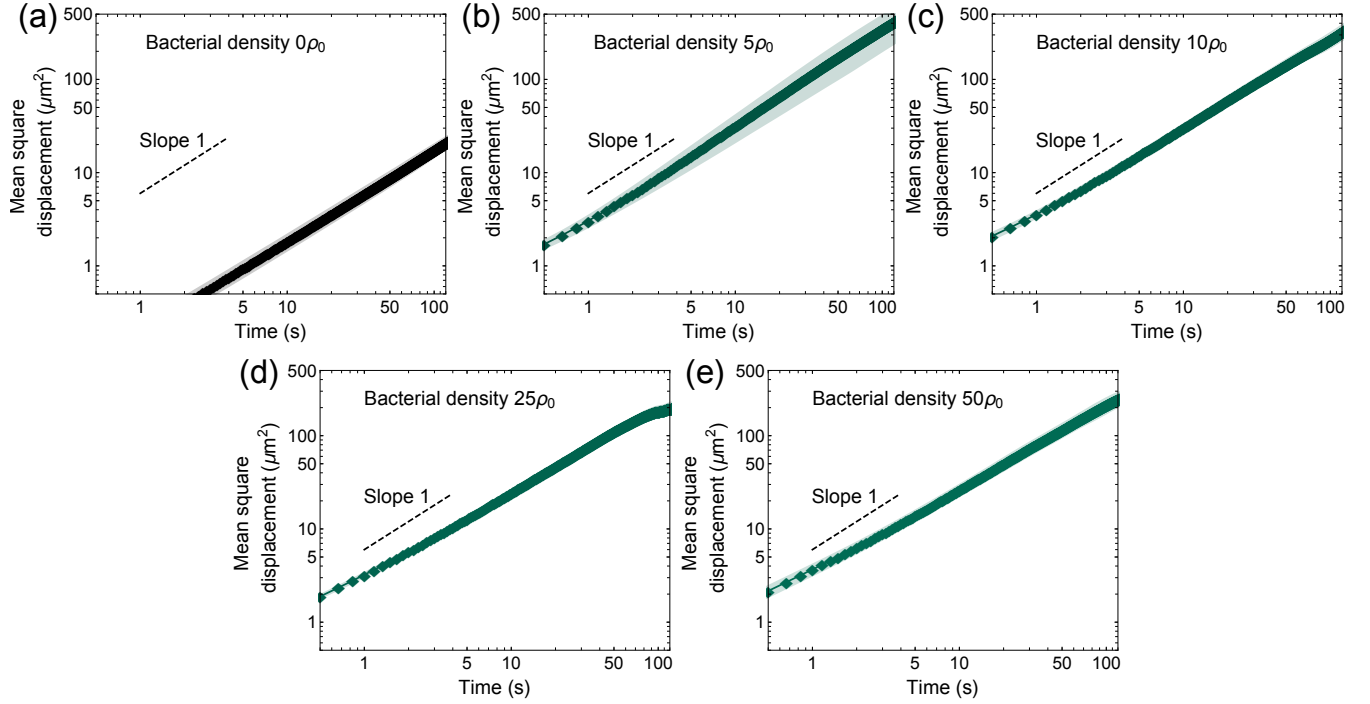 (a)
Bacterial density 0ρ₀
Slope 1
Mean square
displacement (μm²)
500
100
50
10
5
1
1
5
10
50
100
Time (s)
(b)
Bacterial density 5ρ₀
Slope 1
Mean square
displacement (μm²)
500
100
50
10
5
1
1
5
10
50
100
Time (s)
(c)
Bacterial density 10ρ₀
Slope 1
Mean square
displacement (μm²)
500
100
50
10
5
1
1
5
10
50
100
Time (s)
(d)
Bacterial density 25ρ₀
Slope 1
Mean square
displacement (μm²)
500
100
50
10
5
1
1
5
10
50
100
Time (s)
(e)
Bacterial density 50ρ₀
Slope 1
Mean square
displacement (μm²)
500
100
50
10
5
1
1
5
10
50
100
Time (s)